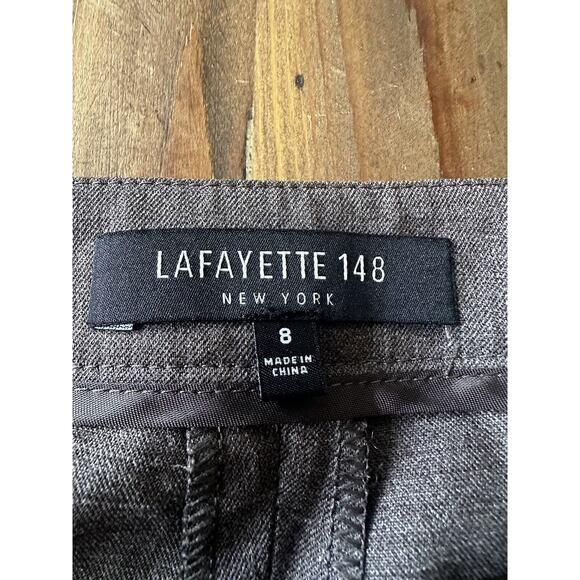 LAFAYETTE 148
NEW YORK
8
MADE IN
CHINA